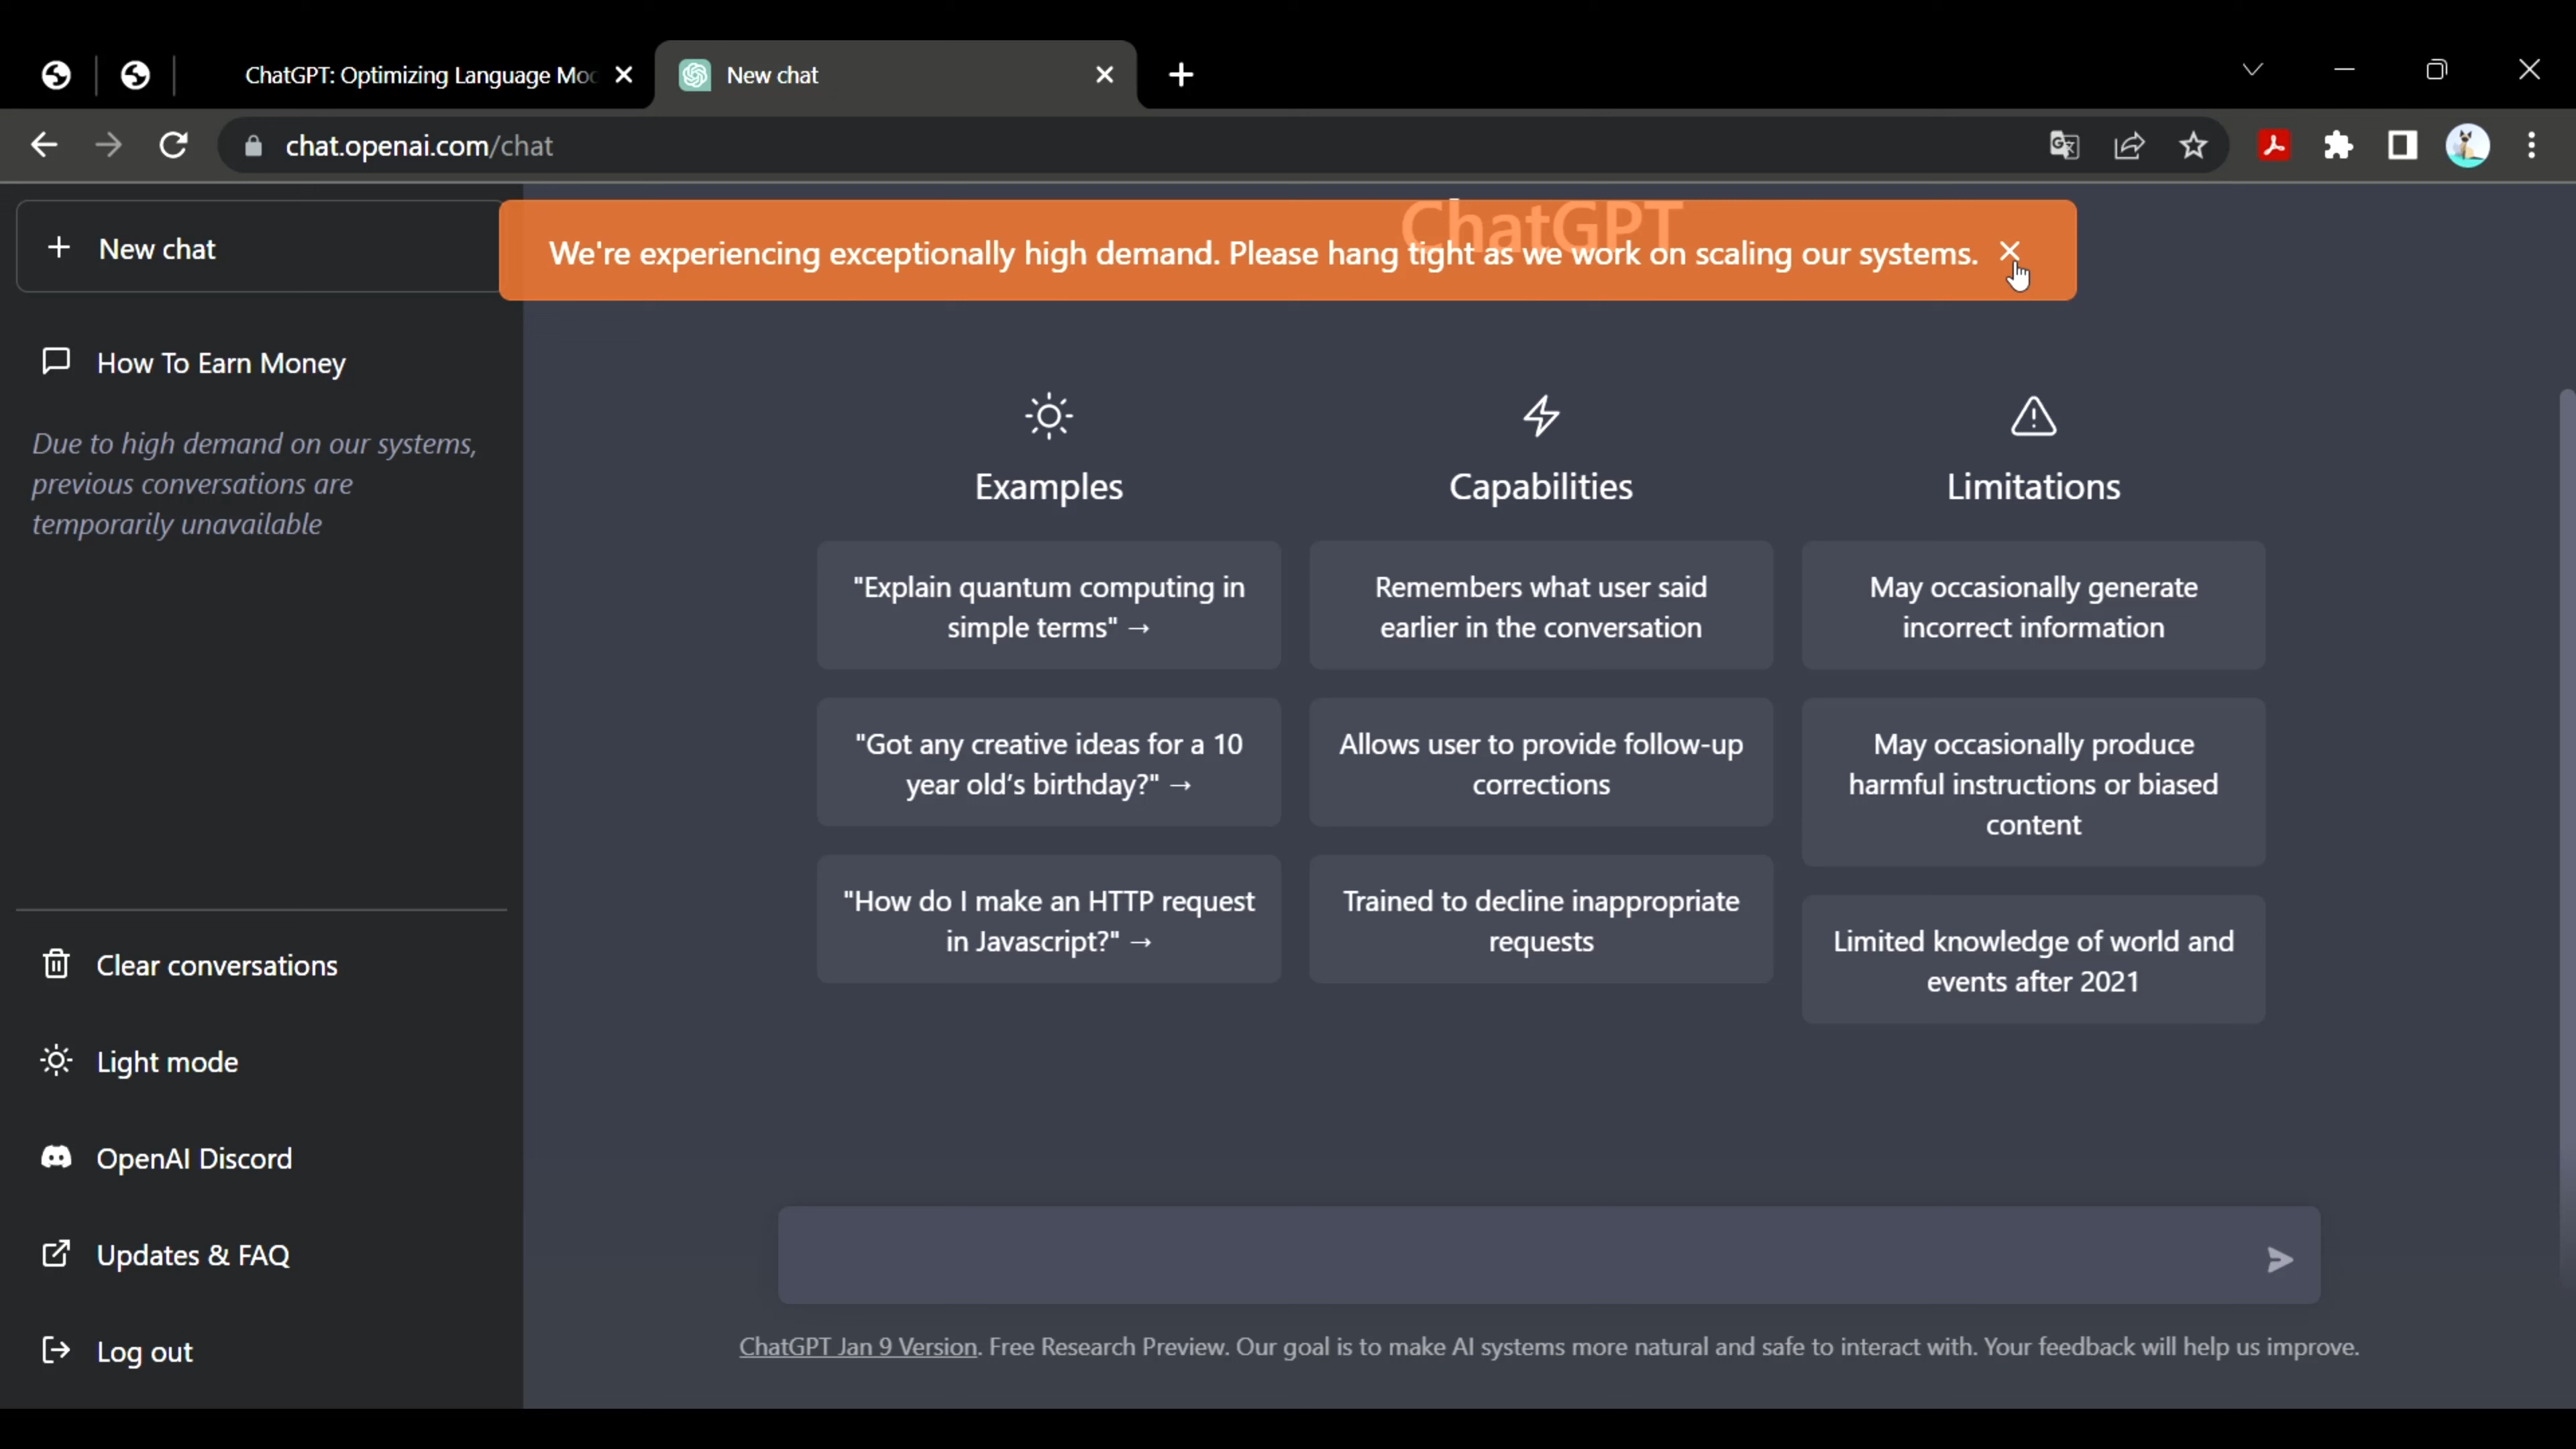 ChatGPT: Optimizing Language Mod
New chat
chat.openai.com/chat
New chat
How To Earn Money
Due to high demand on our systems,
previous conversations are
temporarily unavailable
Clear conversations
Light mode
OpenAI Discord
Updates & FAQ
Log out
ChatGPT
We're experiencing exceptionally high demand. Please hang tight as we work on scaling our systems.
Examples
"Explain quantum computing in
simple terms" →
"Got any creative ideas for a 10
year old's birthday?" →
"How do I make an HTTP request
in Javascript?" →
Capabilities
Remembers what user said
earlier in the conversation
Allows user to provide follow-up
corrections
Trained to decline inappropriate
requests
Limitations
May occasionally generate
incorrect information
May occasionally produce
harmful instructions or biased
content
Limited knowledge of world and
events after 2021
ChatGPT Jan 9 Version. Free Research Preview. Our goal is to make AI systems more natural and safe to interact with. Your feedback will help us improve.